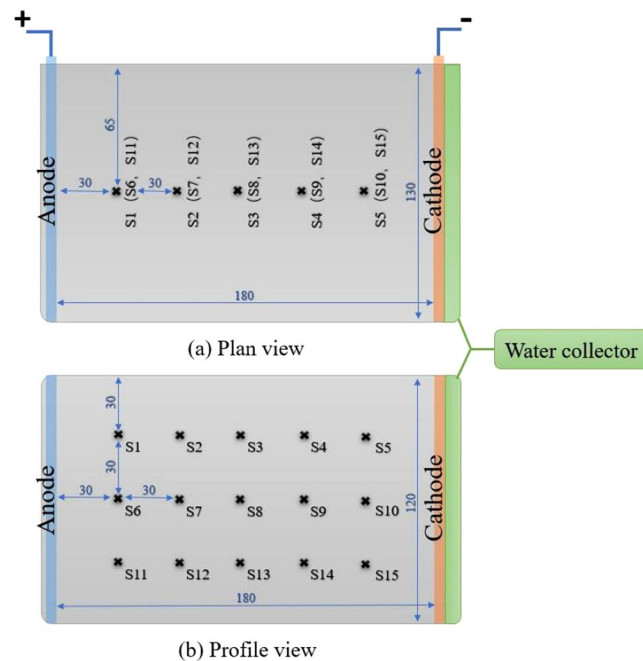 +
-
65
30
30
S1 (S6, S11)
S2 (S7, S12)
S3 (S8, S13)
S4 (S9, S14)
S5 (S10, S15)
Anode
Cathode
130
180
(a) Plan view
Water collector
30
S1
S2
S3
S4
S5
30
30
30
S6
S7
S8
S9
S10
Anode
Cathode
120
S11
S12
S13
S14
S15
180
(b) Profile view